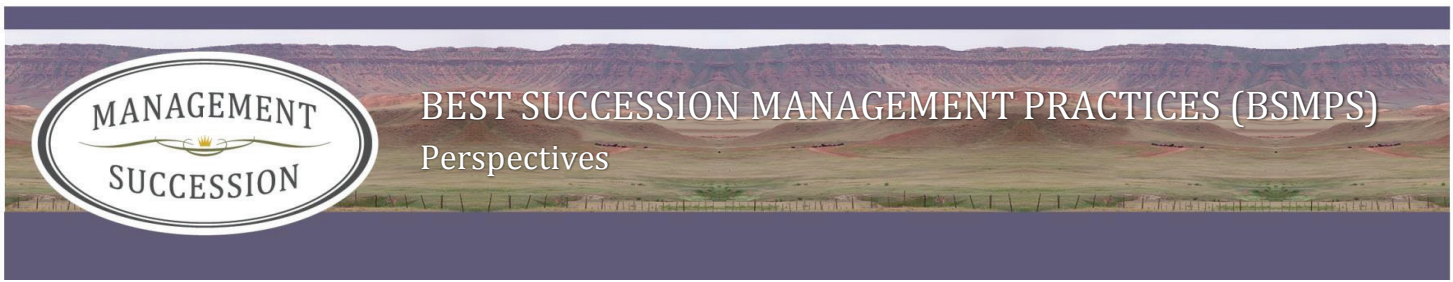 MANAGEMENT
SUCCESSION
BEST SUCCESSION MANAGEMENT PRACTICES (BSMPS)
Perspectives